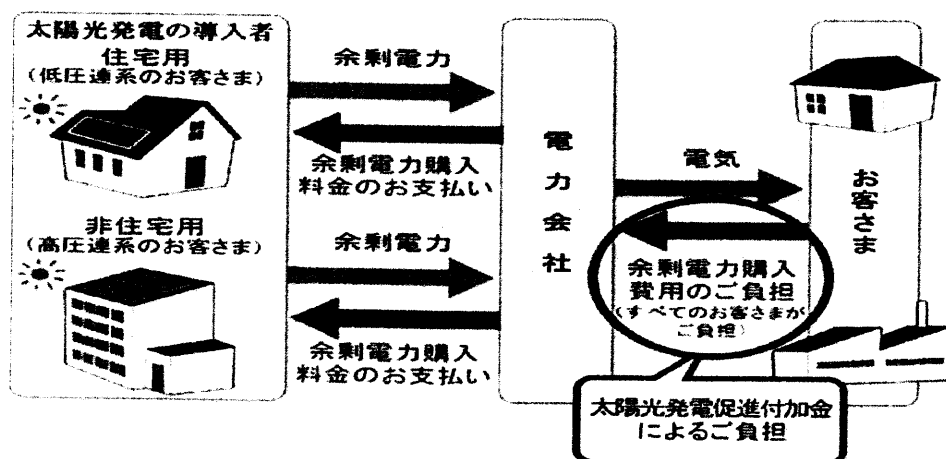 太陽光発電の導入者
住宅用
(低圧連系のお客さま)
非住宅用
(高圧連系のお客さま)
余剰電力
余剰電力購入
料金のお支払い
余剰電力
余剰電力購入
料金のお支払い
電力会社
電気
余剰電力購入
費用のご負担
(すべてのお客さまが
ご負担)
お客さま
太陽光発電促進付加金
によるご負担